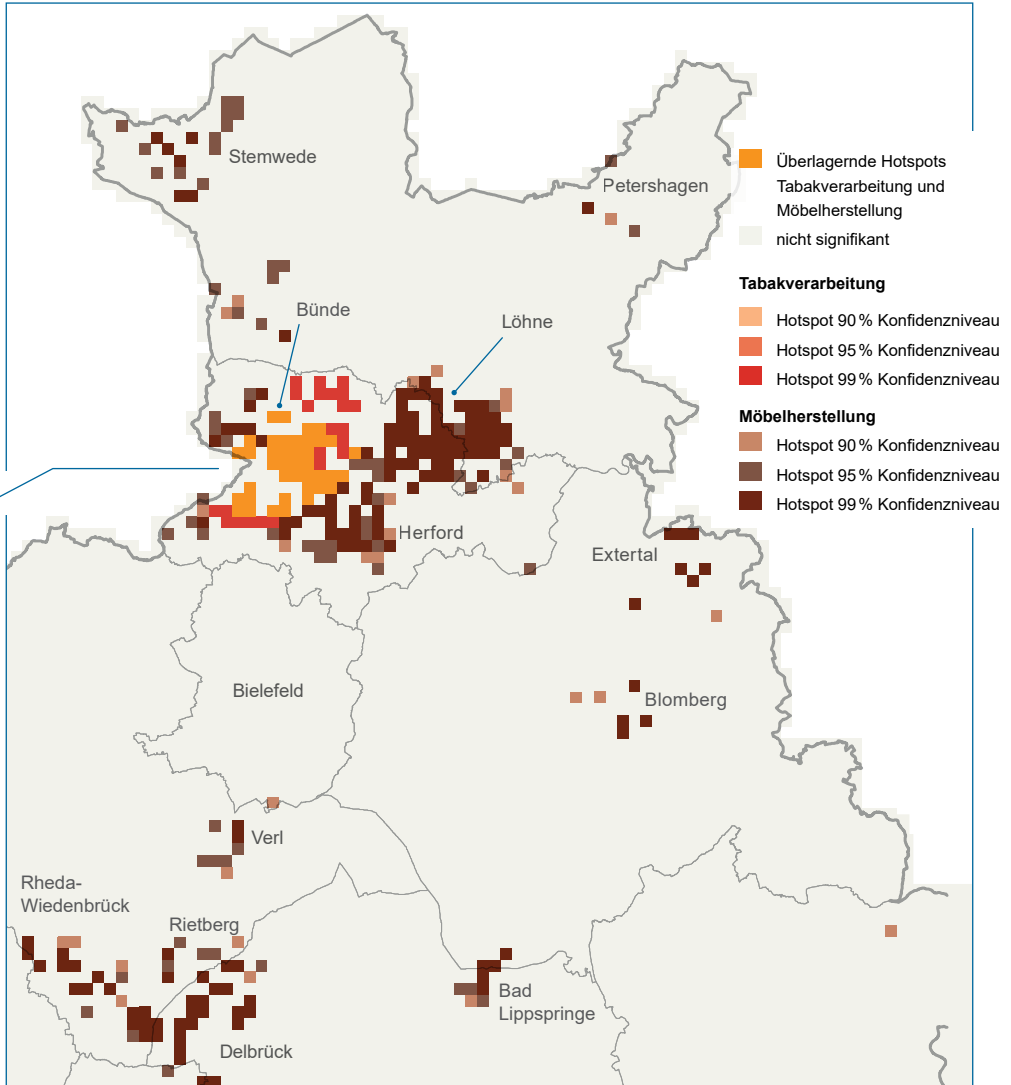 Stemwede
Petershagen
Überlagernde Hotspots
Tabakverarbeitung und
Möbelherstellung
nicht signifikant
Tabakverarbeitung
Hotspot 90 % Konfidenzniveau
Hotspot 95 % Konfidenzniveau
Hotspot 99 % Konfidenzniveau
Möbelherstellung
Hotspot 90 % Konfidenzniveau
Hotspot 95 % Konfidenzniveau
Hotspot 99 % Konfidenzniveau
Bünde
Löhne
Herford
Extertal
Bielefeld
Blomberg
Verl
Rheda-
Wiedenbrück
Rietberg
Bad
Lippspringe
Delbrück